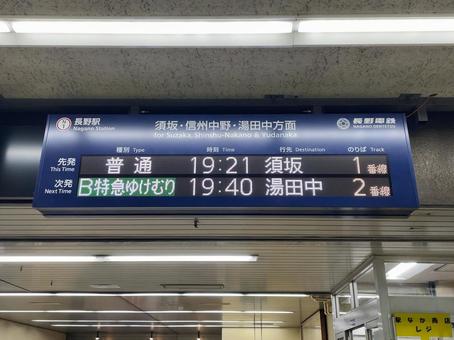 長野駅
Nagano Station
須坂・信州中野・湯田中方面
for Suzaka, Shinshu-Nakano & Yudanaka
長野電鉄
NAGANO DENTETSU
種別 Type 時刻 Time 行先 Destination のりば Track
先発 This Time 普通 19:21 須坂 1番線
次発 Next Time B特急ゆけむり 19:40 湯田中 2番線
レジ